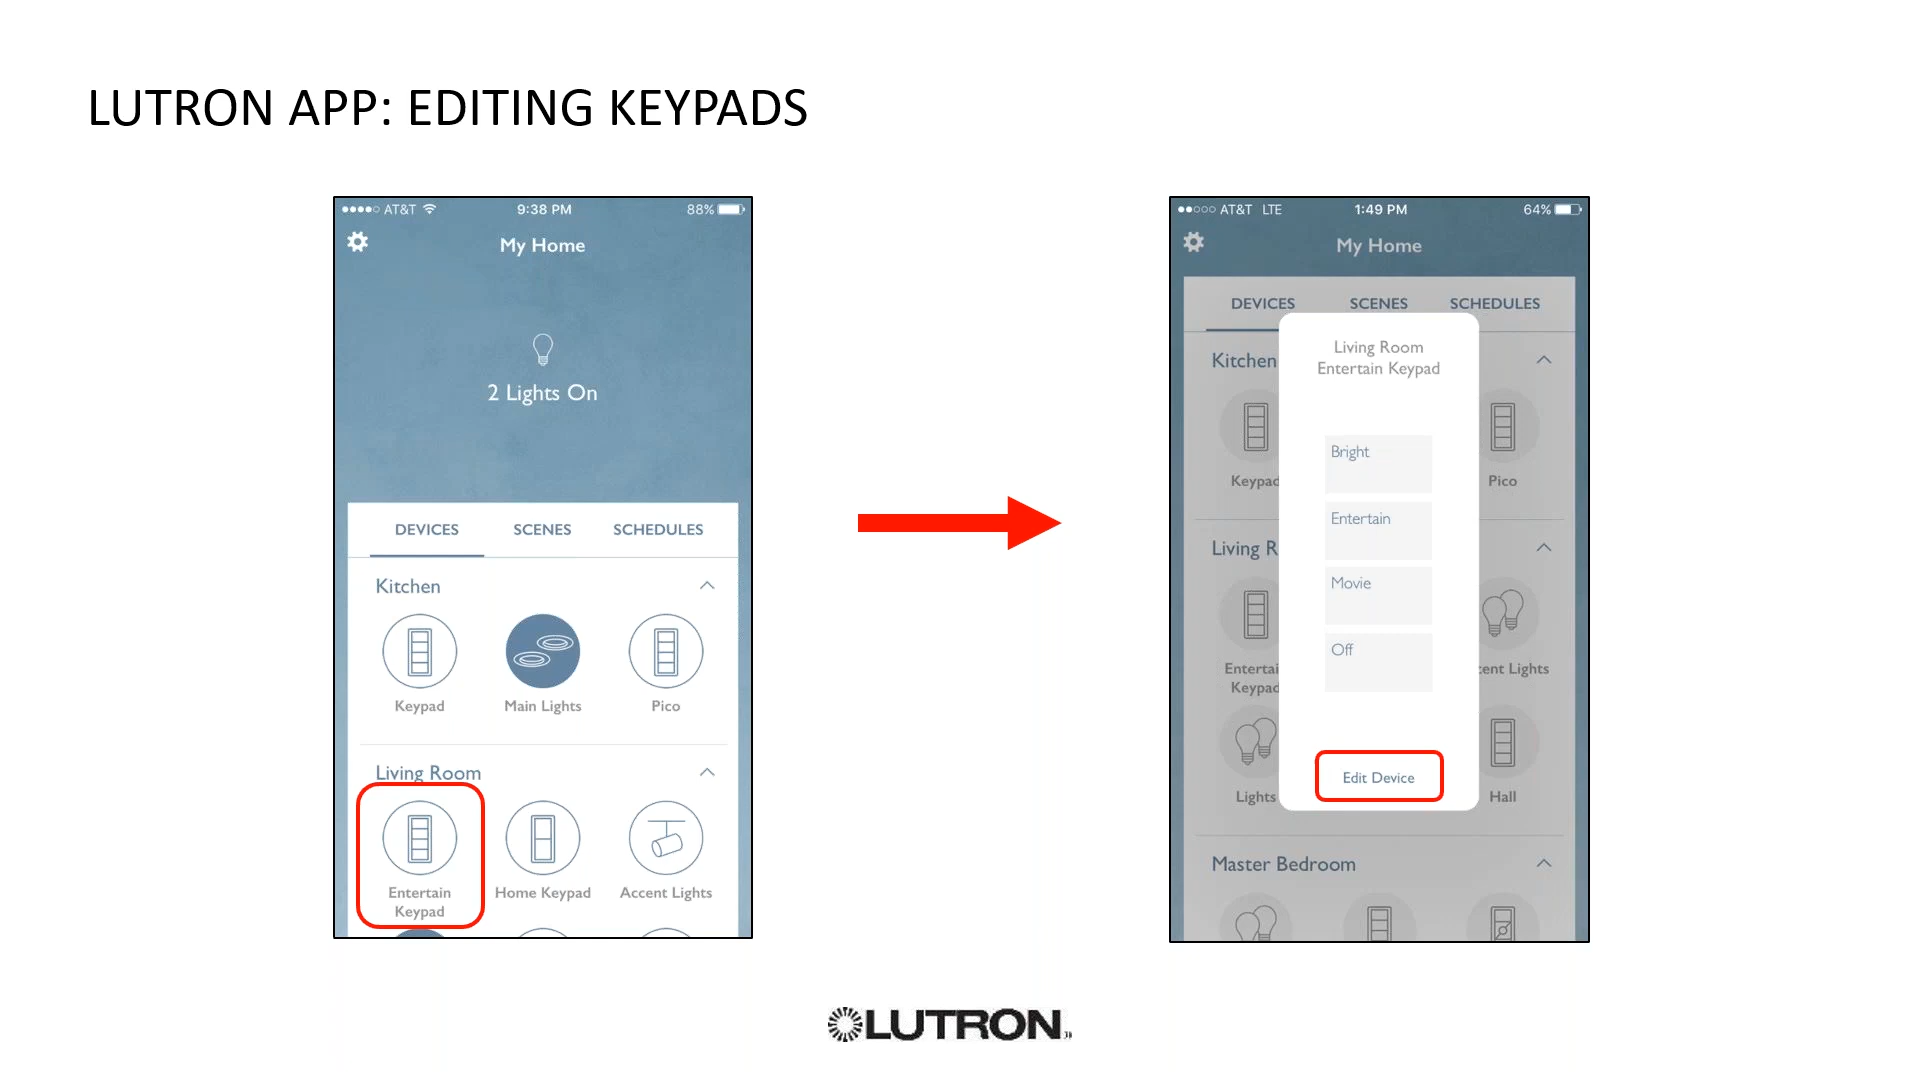 LUTRON APP: EDITING KEYPADS
AT&T 9:38 PM 88%
My Home
2 Lights On
DEVICES SCENES SCHEDULES
Kitchen
Keypad Main Lights Pico
Living Room
Entertain Home Keypad Accent Lights
Keypad
AT&T LTE 1:49 PM 64%
My Home
DEVICES SCENES SCHEDULES
Living Room
Entertain Keypad
Kitchen
Bright
Keypad Pico
Entertain
Living R
Movie
Off
Entertai cent Lights
Keypad
Edit Device
Lights Hall
Master Bedroom
LUTRON